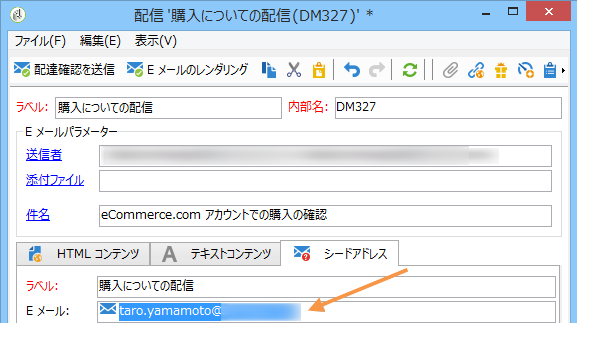 配信 '購入についての配信(DM327)' *
ファイル(F) 編集(E) 表示(V)
配達確認を送信 E メールのレンダリング
ラベル: 購入についての配信 内部名: DM327
E メールパラメーター
送信者
添付ファイル
件名 eCommerce.com アカウントでの購入の確認
HTML コンテンツ テキストコンテンツ シードアドレス
ラベル: 購入についての配信
E メール: taro.yamamoto@